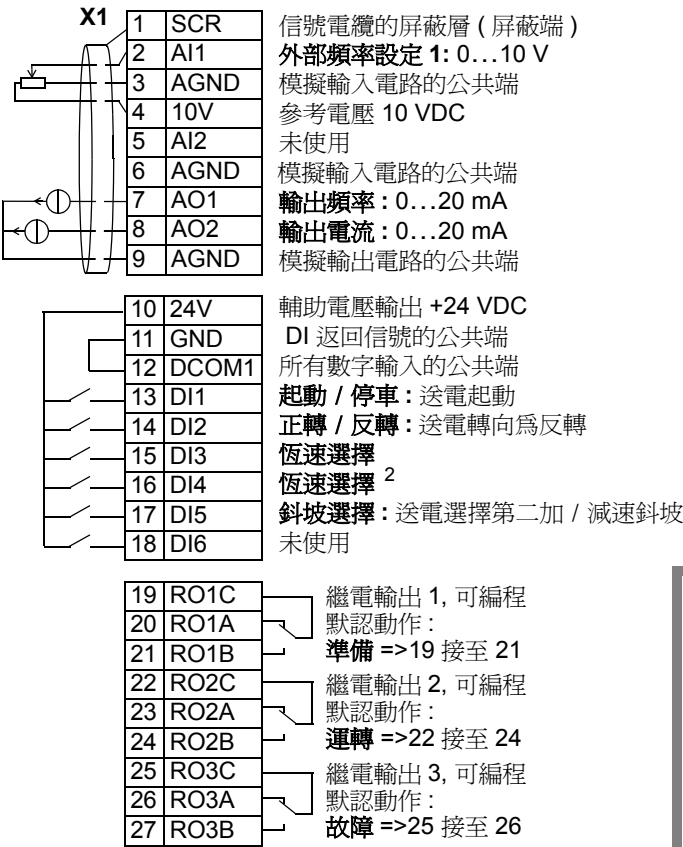 X1
1 SCR 信號電纜的屏蔽層 ( 屏蔽端 )
2 AI1 外部頻率設定 1: 0…10 V
3 AGND 模擬輸入電路的公共端
4 10V 參考電壓 10 VDC
5 AI2 未使用
6 AGND 模擬輸入電路的公共端
7 AO1 輸出頻率 : 0…20 mA
8 AO2 輸出電流 : 0…20 mA
9 AGND 模擬輸出電路的公共端
10 24V 輔助電壓輸出 +24 VDC
11 GND DI 返回信號的公共端
12 DCOM1 所有數字輸入的公共端
13 DI1 起動 / 停車 : 送電起動
14 DI2 正轉 / 反轉 : 送電轉向爲反轉
15 DI3 恆速選擇
16 DI4 恆速選擇 2
17 DI5 斜坡選擇 : 送電選擇第二加 / 減速斜坡
18 DI6 未使用
19 RO1C 繼電輸出 1, 可編程
20 RO1A 默認動作 :
21 RO1B 準備 =>19 接至 21
22 RO2C 繼電輸出 2, 可編程
23 RO2A 默認動作 :
24 RO2B 運轉 =>22 接至 24
25 RO3C 繼電輸出 3, 可編程
26 RO3A 默認動作 :
27 RO3B 故障 =>25 接至 26